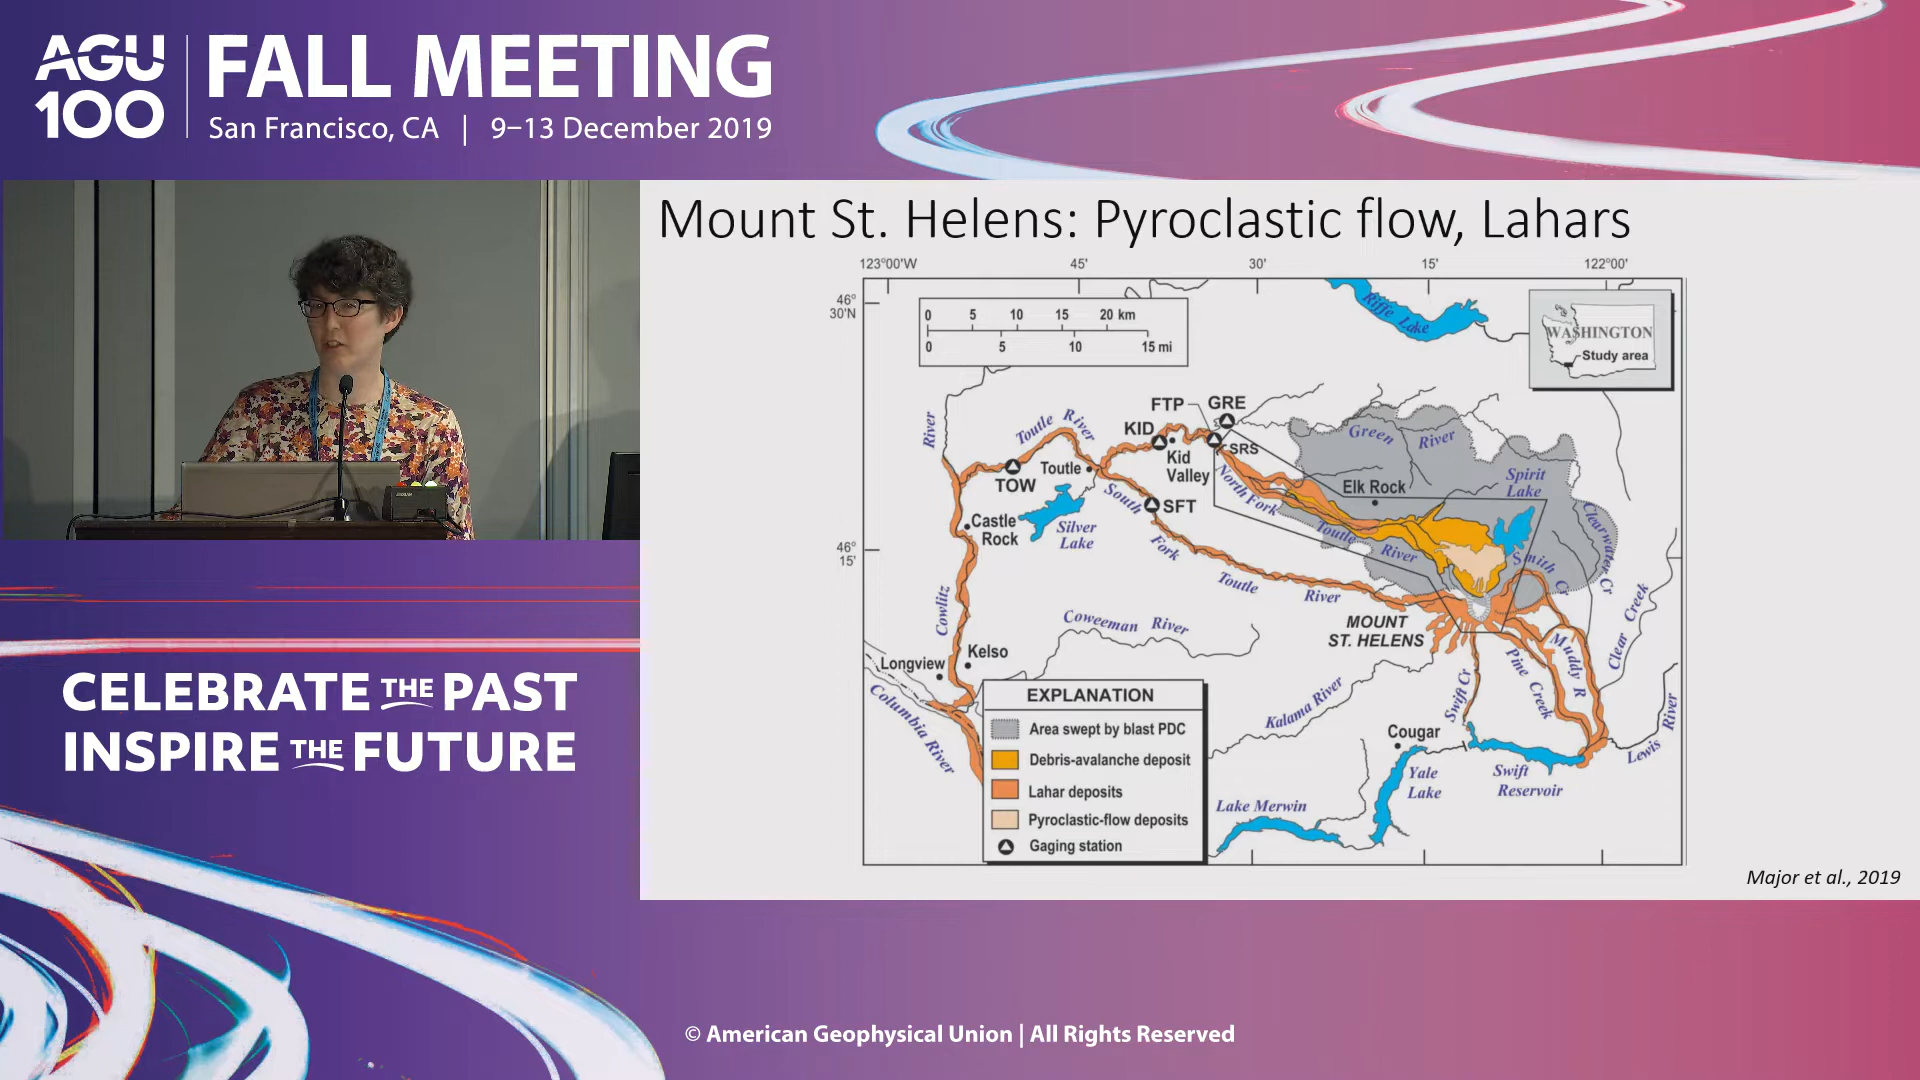 AGU
100
FALL MEETING
San Francisco, CA | 9–13 December 2019
Mount St. Helens: Pyroclastic flow, Lahars
123°00'W 45' 30' 15' 122°00'
46°
30'N
0 5 10 15 20 km
0 5 10 15 mi
Riffe Lake
WASHINGTON
Study area
River
Toutle River
FTP
GRE
KID
SRS
Kid
Valley
Toutle
TOW
Green River
Spirit
Lake
Elk Rock
North Fork
Toutle River
South
Fork
Toutle
River
SFT
Castle
Rock
Silver
Lake
46°
15'
Smith Cr
Clearwater Cr
Clear Creek
Cowlitz
Coweeman River
MOUNT
ST. HELENS
Muddy R
Pine Creek
Swift Cr
Kelso
Longview
Columbia River
Kalama River
Cougar
Yale
Lake
Swift
Reservoir
Lewis
River
Lake Merwin
EXPLANATION
Area swept by blast PDC
Debris-avalanche deposit
Lahar deposits
Pyroclastic-flow deposits
Gaging station
Major et al., 2019
CELEBRATE THE PAST
INSPIRE THE FUTURE
© American Geophysical Union | All Rights Reserved